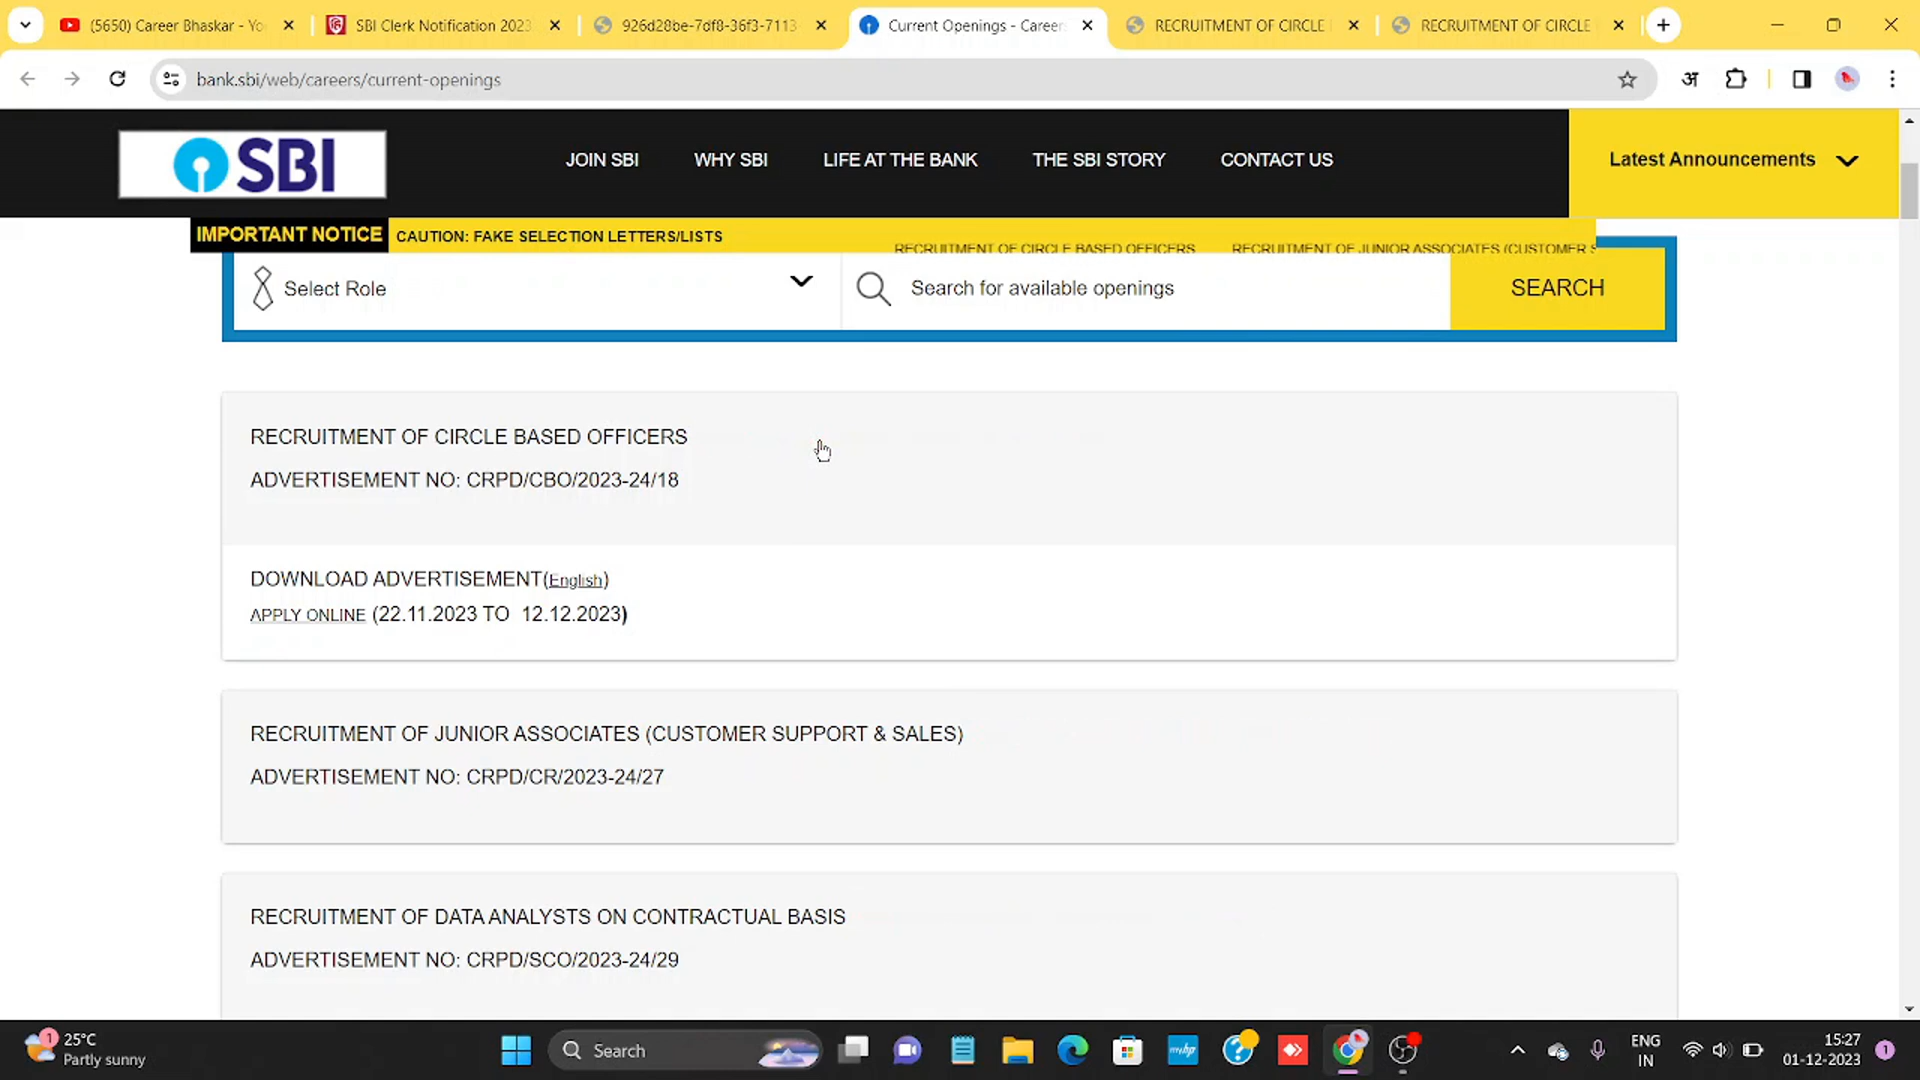 (5650) Career Bhaskar - Yo
SBI Clerk Notification 2023
926d28be-7df8-36f3-7113
Current Openings - Career
RECRUITMENT OF CIRCLE
RECRUITMENT OF CIRCLE
bank.sbi/web/careers/current-openings
अ
SBI
JOIN SBI
WHY SBI
LIFE AT THE BANK
THE SBI STORY
CONTACT US
Latest Announcements
IMPORTANT NOTICE
CAUTION: FAKE SELECTION LETTERS/LISTS
RECRUITMENT OF CIRCLE BASED OFFICERS
RECRUITMENT OF JUNIOR ASSOCIATES (CUSTOMER S
Select Role
Search for available openings
SEARCH
RECRUITMENT OF CIRCLE BASED OFFICERS
ADVERTISEMENT NO: CRPD/CBO/2023-24/18
DOWNLOAD ADVERTISEMENT(English)
APPLY ONLINE (22.11.2023 TO 12.12.2023)
RECRUITMENT OF JUNIOR ASSOCIATES (CUSTOMER SUPPORT & SALES)
ADVERTISEMENT NO: CRPD/CR/2023-24/27
RECRUITMENT OF DATA ANALYSTS ON CONTRACTUAL BASIS
ADVERTISEMENT NO: CRPD/SCO/2023-24/29
1
25°C
Partly sunny
Search
myhp
ENG
IN
15:27
01-12-2023
1